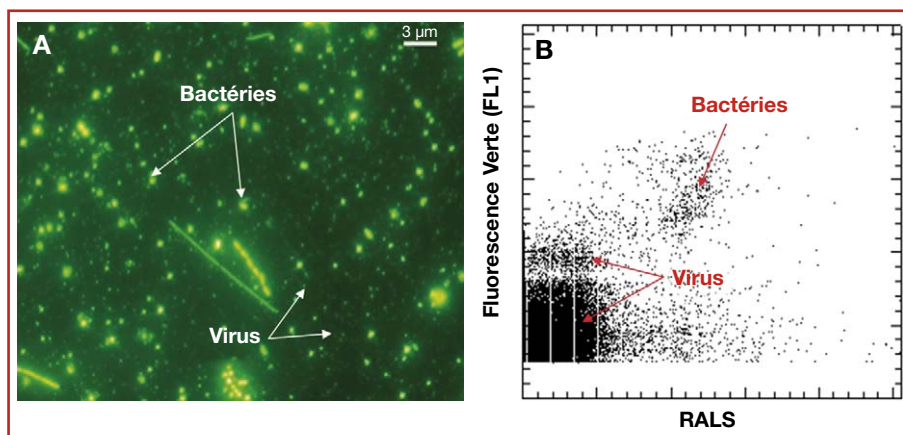 A
3 µm
Bactéries
Virus
B
Fluorescence Verte (FL1)
Bactéries
Virus
RALS